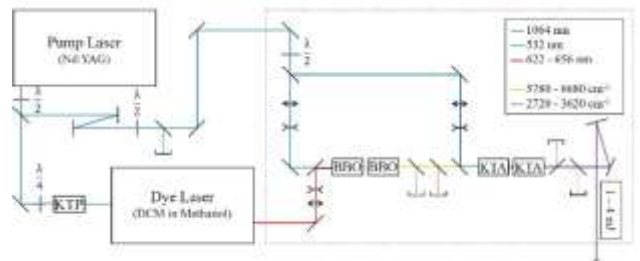 Pump Laser
(Nd:YAG)
1064 nm
532 nm
622 - 656 nm
5780 - 6680 cm⁻¹
2720 - 3620 cm⁻¹
λ/2
λ/2
λ/2
λ/4
KTP
Dye Laser
(DCM in Methanol)
BBO
BBO
KTA
KTA